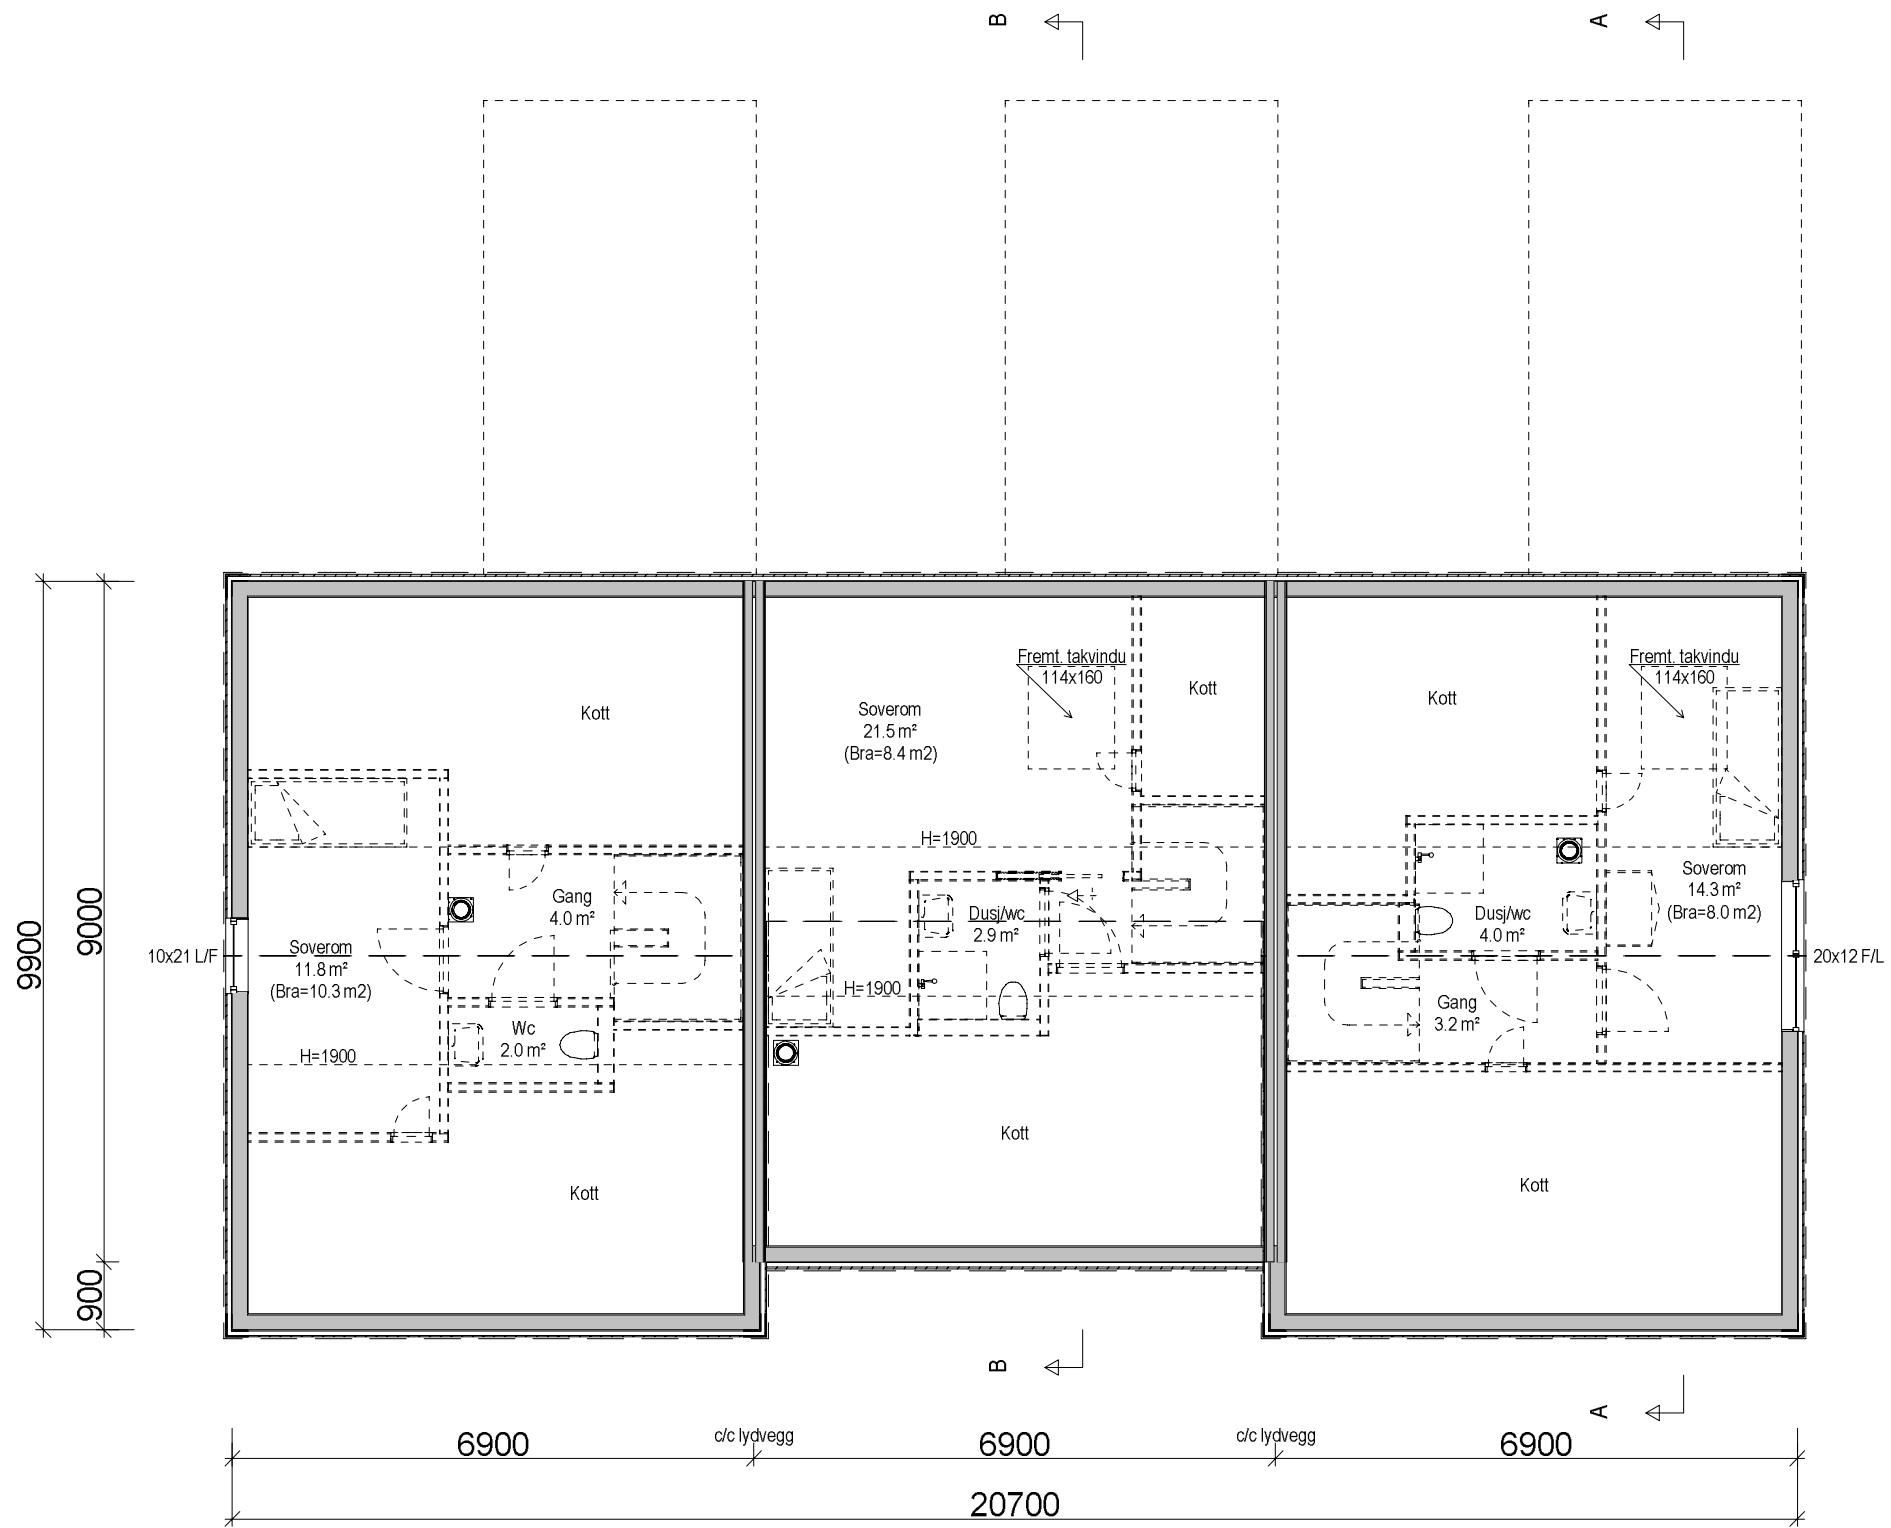 B
A
Fremt. takvindu
114x160
Fremt. takvindu
114x160
Kott
Kott
Kott
Soverom
21.5 m²
(Bra=8.4 m2)
H=1900
Soverom
14.3 m²
(Bra=8.0 m2)
Gang
4.0 m²
Dusj/wc
2.9 m²
Dusj/wc
4.0 m²
10x21 L/F
Soverom
11.8 m²
(Bra=10.3 m2)
20x12 F/L
H=1900
Gang
3.2 m²
Wc
2.0 m²
H=1900
Kott
Kott
Kott
9900
9000
900
B
A
6900
c/c lydvegg
6900
c/c lydvegg
6900
20700